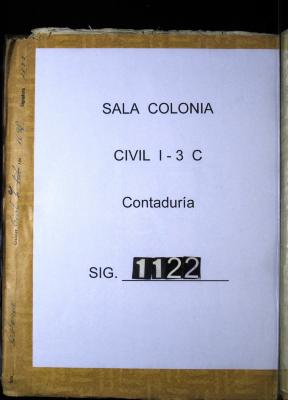 SALA COLONIA
CIVIL I - 3 C
Contaduría
SIG. 1122